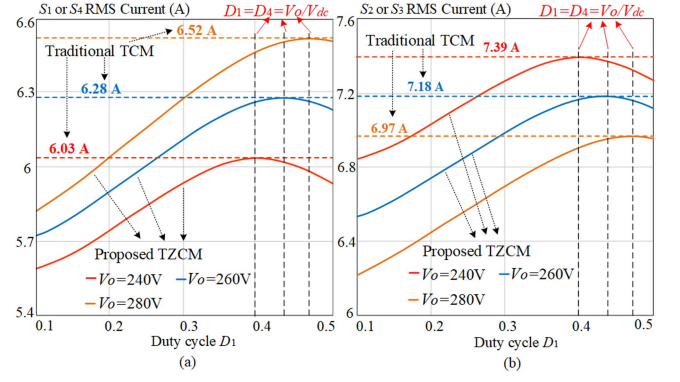 S1 or S4 RMS Current (A)
D1=D4=Vo/Vdc
6.6
6.3
6
5.7
5.4
Traditional TCM
6.52 A
6.28 A
6.03 A
Proposed TZCM
Vo=240V
Vo=260V
Vo=280V
0.1
0.2
0.3
0.4
0.5
Duty cycle D1
(a)
S2 or S3 RMS Current (A)
D1=D4=Vo/Vdc
7.6
7.2
6.8
6.4
6
Traditional TCM
7.39 A
7.18 A
6.97 A
Proposed TZCM
Vo=240V
Vo=260V
Vo=280V
0.1
0.2
0.3
0.4
0.5
Duty cycle D1
(b)